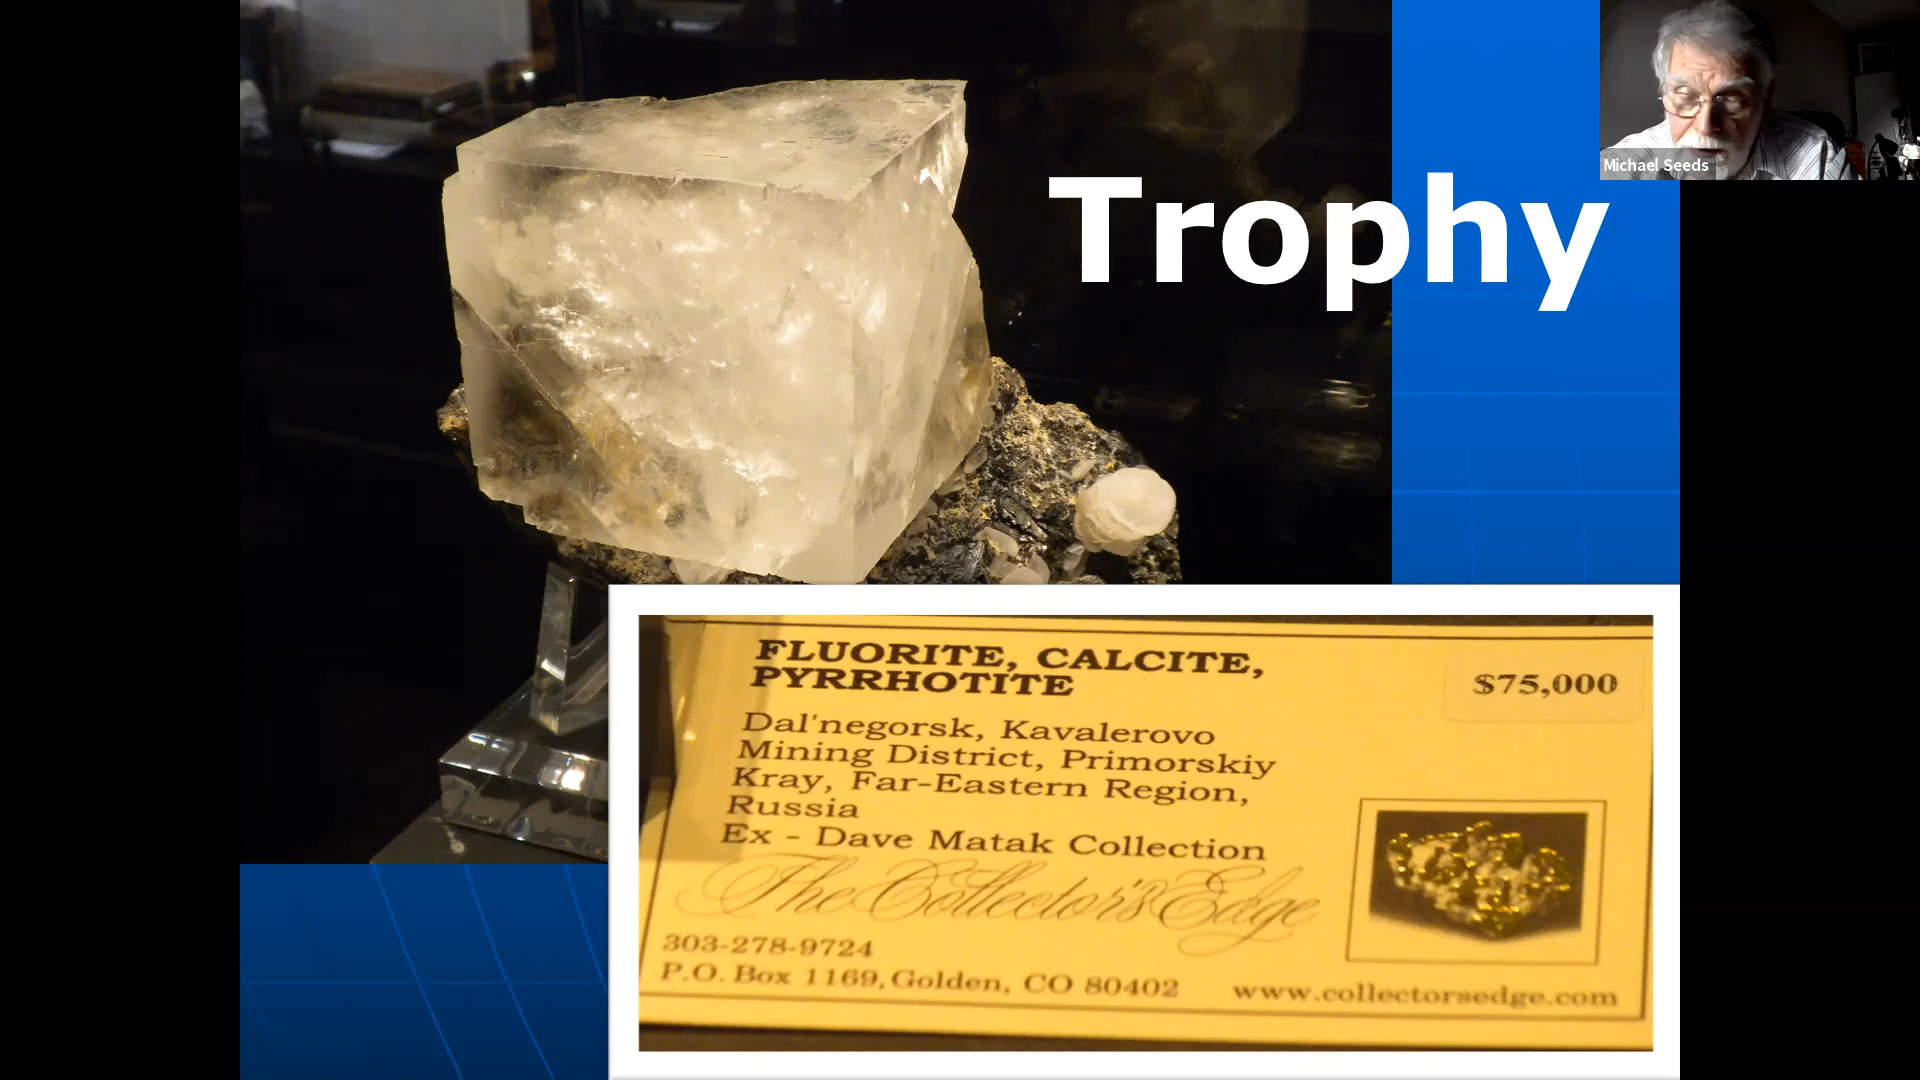 Michael Seeds
Trophy
FLUORITE, CALCITE,
PYRRHOTITE
$75,000
Dal'negorsk, Kavalerovo
Mining District, Primorskiy
Kray, Far-Eastern Region,
Russia
Ex - Dave Matak Collection
The Collector's Edge
303-278-9724
P.O. Box 1169, Golden, CO 80402
www.collectorsedge.com